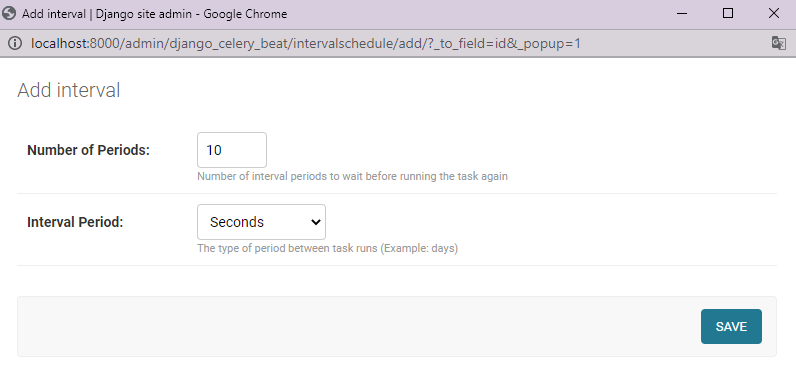 Add interval | Django site admin - Google Chrome
localhost:8000/admin/django_celery_beat/intervalschedule/add/?_to_field=id&_popup=1
Add interval
Number of Periods: 10
Number of interval periods to wait before running the task again
Interval Period: Seconds
The type of period between task runs (Example: days)
SAVE